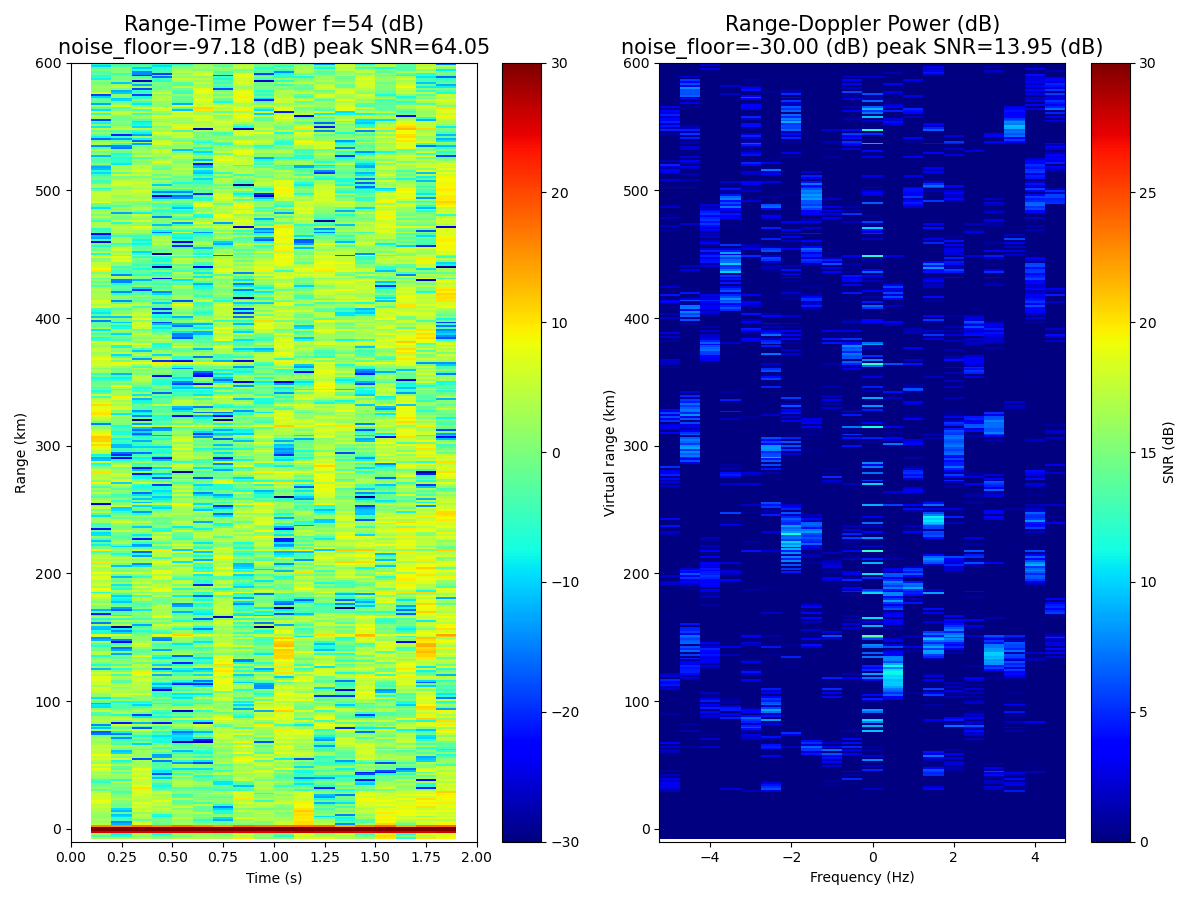 Range-Time Power f=54 (dB)
noise_floor=-97.18 (dB) peak SNR=64.05
Range-Doppler Power (dB)
noise_floor=-30.00 (dB) peak SNR=13.95 (dB)
600
500
400
300
200
100
0
Range (km)
0.00 0.25 0.50 0.75 1.00 1.25 1.50 1.75 2.00
Time (s)
30
20
10
0
−10
−20
−30
600
500
400
300
200
100
0
Virtual range (km)
−4 −2 0 2 4
Frequency (Hz)
30
25
20
15
10
5
0
SNR (dB)